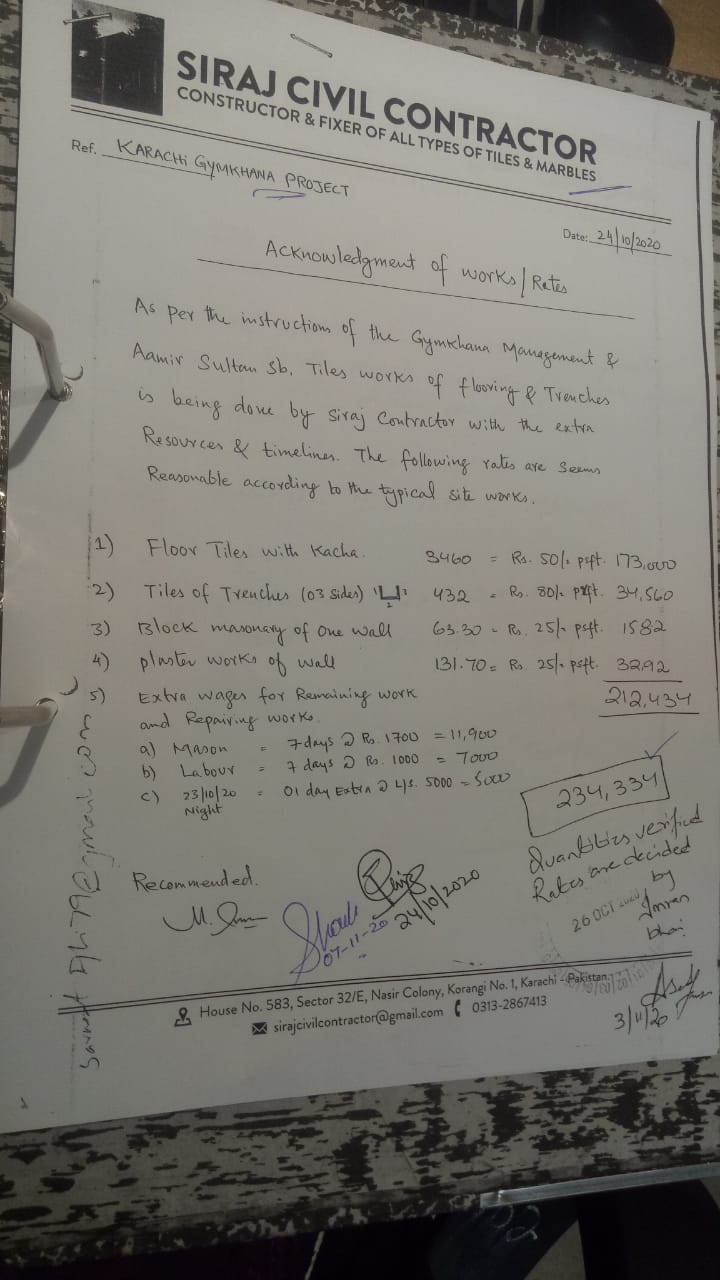 SIRAJ CIVIL CONTRACTOR
CONSTRUCTOR & FIXER OF ALL TYPES OF TILES & MARBLES
Ref. KARACHI GYMKHANA PROJECT
Date: 24/10/2020
Acknowledgment of works/Rates
As per the instruction of the Gymkhana Management &
Aamir Sultan Sb, Tiles works of flooring & Trenches
is being done by Siraj Contractor with the extra
Resources & timelines. The following rates are seems
Reasonable according to the typical site works.
1) Floor Tiles with Kacha. 3460 = Rs. 50/- psft. 173,000
2) Tiles of Trenches (03 sides) 432 = Rs. 80/- psft. 34,560
3) Block masonary of one wall 63.30 = Rs. 25/- psft. 1582
4) plaster works of wall 131.70 = Rs. 25/- psft. 3292
5) Extra wages for Remaining work 212,434
and Repairing works.
a) Mason = 7 days @ Rs. 1700 = 11,900
b) Labour = 7 days @ Rs. 1000 = 7000
c) 23/10/20 = 01 day Extra @ L/S. 5000 = 5000
Night
234,334
Quantities verified
Rates are decided
by
Imran
bhai
26 OCT
Recommended.
24/10/2020
07-11-20
3/11/20
House No. 583, Sector 32/E, Nasir Colony, Korangi No. 1, Karachi - Pakistan.
sirajcivilcontractor@gmail.com 0313-2867413
@gmail.com